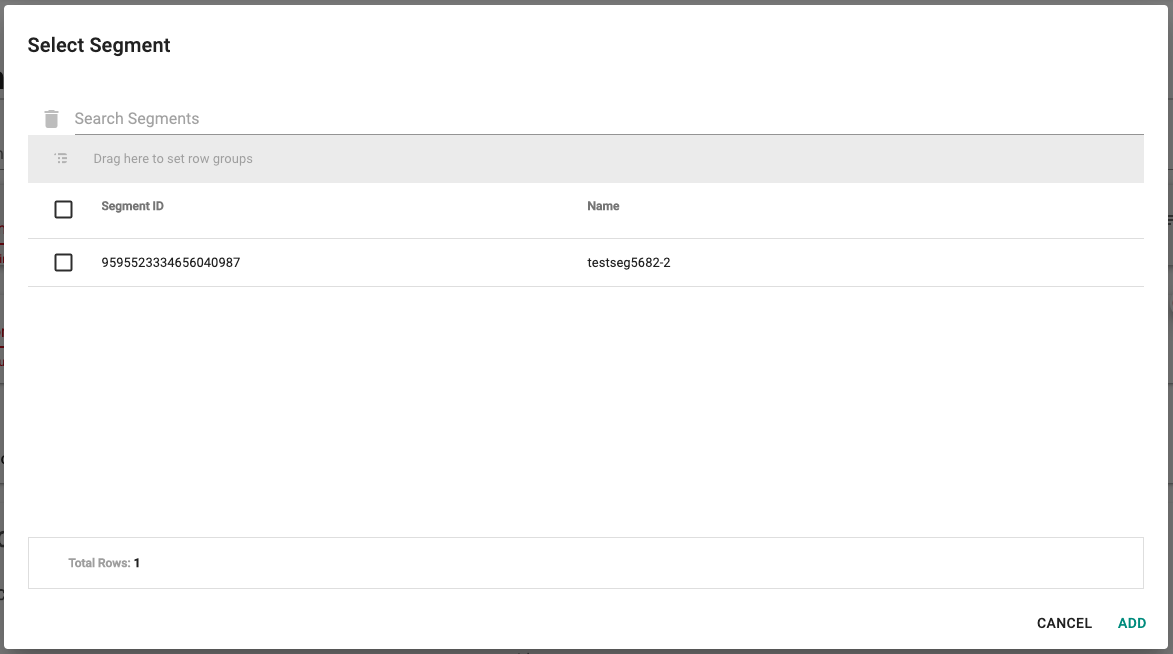 Select Segment
Search Segments
Drag here to set row groups
Segment ID Name
9595523334656040987 testseg5682-2
Total Rows: 1
CANCEL ADD